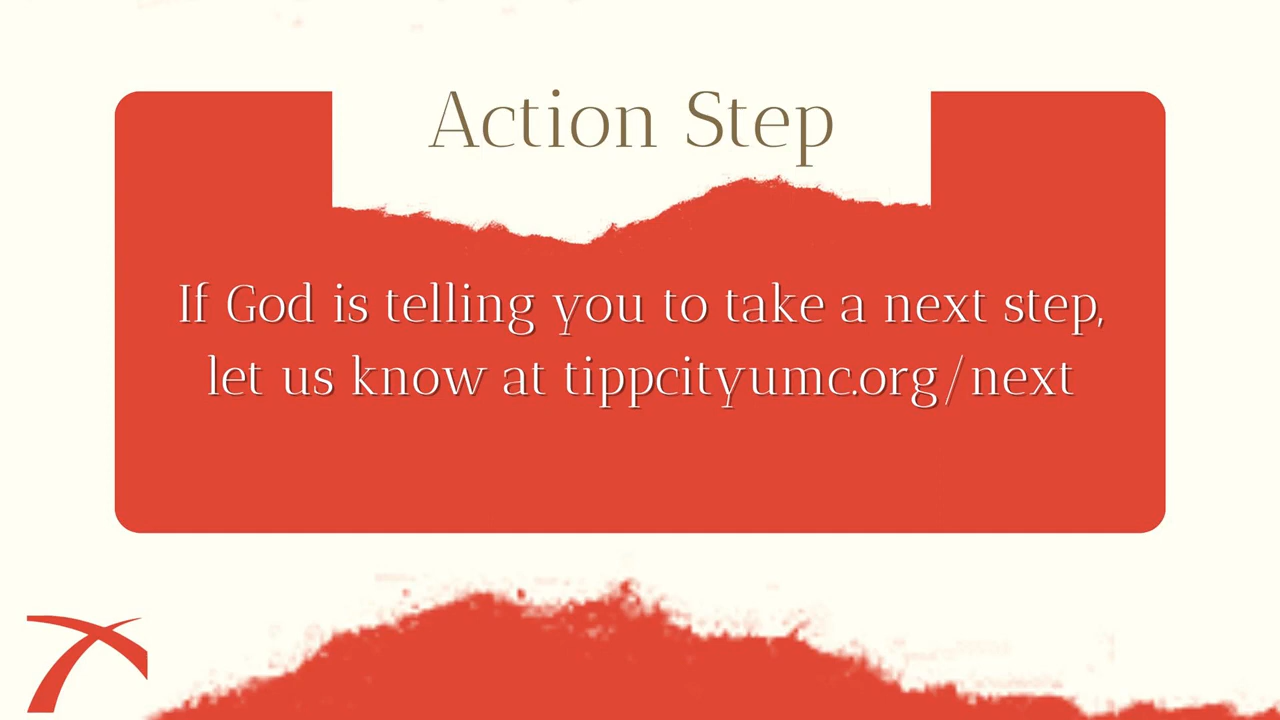 Action Step
If God is telling you to take a next step,
let us know at tippcityumc.org/next